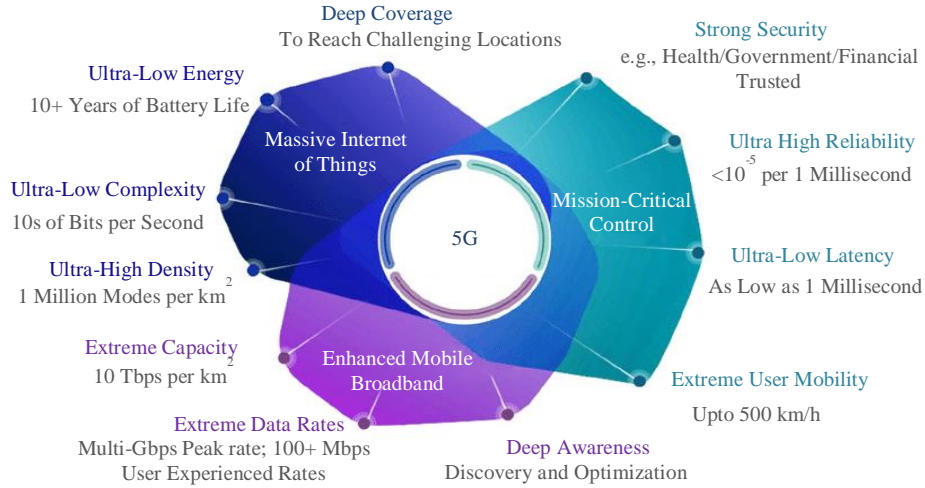 Deep Coverage
To Reach Challenging Locations
Strong Security
e.g., Health/Government/Financial
Trusted
Ultra-Low Energy
10+ Years of Battery Life
Massive Internet
of Things
Ultra High Reliability
<10^-5 per 1 Millisecond
Ultra-Low Complexity
10s of Bits per Second
Mission-Critical
Control
5G
Ultra-High Density
1 Million Modes per km^2
Ultra-Low Latency
As Low as 1 Millisecond
Extreme Capacity
10 Tbps per km^2
Enhanced Mobile
Broadband
Extreme User Mobility
Upto 500 km/h
Extreme Data Rates
Multi-Gbps Peak rate; 100+ Mbps
User Experienced Rates
Deep Awareness
Discovery and Optimization